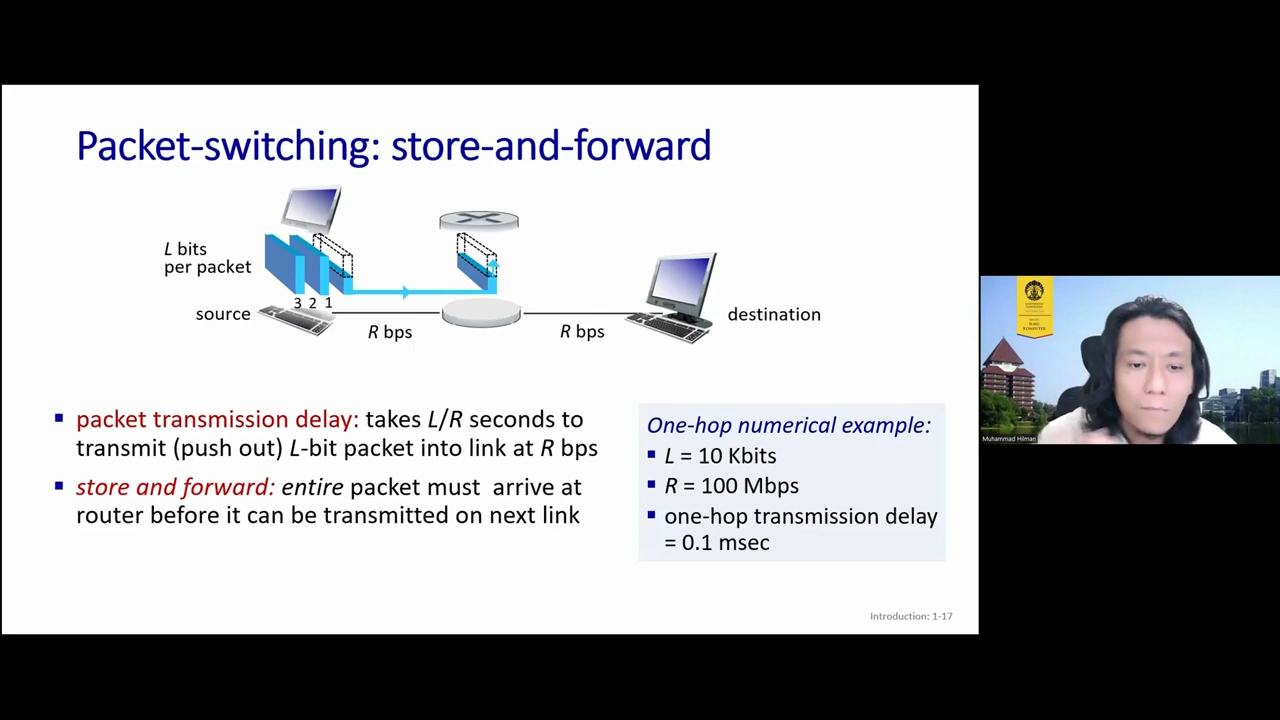 Packet-switching: store-and-forward
L bits
per packet
3 2 1
source
R bps
R bps
destination
▪ packet transmission delay: takes L/R seconds to
transmit (push out) L-bit packet into link at R bps
▪ store and forward: entire packet must arrive at
router before it can be transmitted on next link
One-hop numerical example:
▪ L = 10 Kbits
▪ R = 100 Mbps
▪ one-hop transmission delay
= 0.1 msec
Introduction: 1-17
ILMU
KOMPUTER
Muhammad Hilman